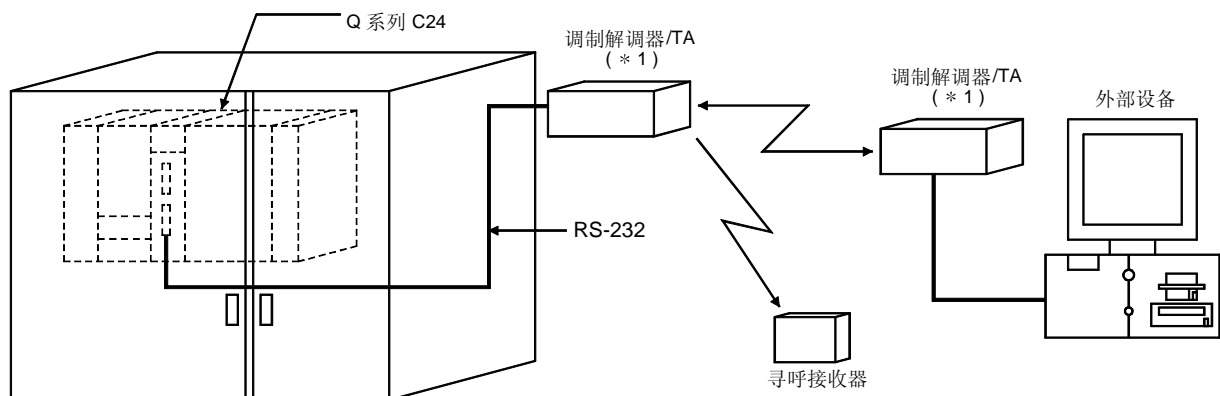 Q 系列 C24
调制解调器/TA
( * 1 )
调制解调器/TA
( * 1 )
外部设备
RS-232
寻呼接收器